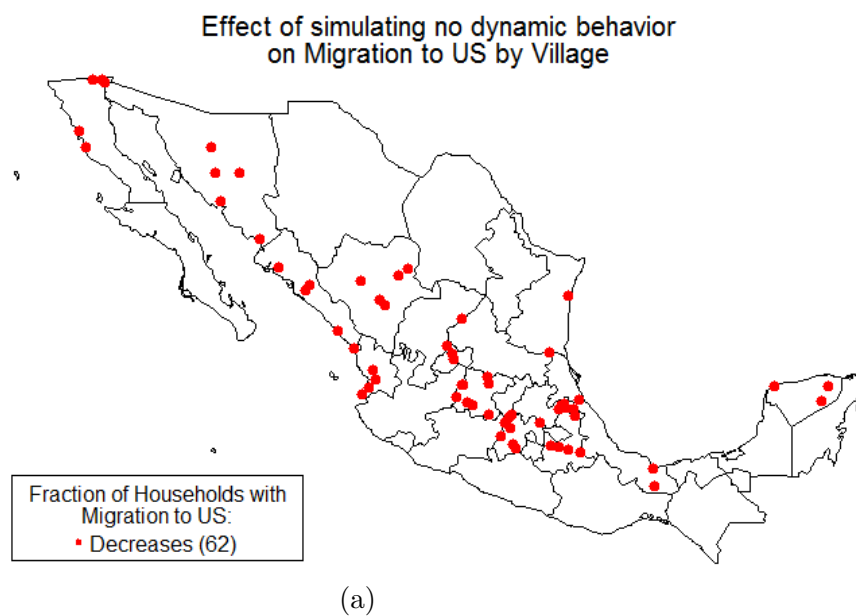 Effect of simulating no dynamic behavior
on Migration to US by Village
Fraction of Households with
Migration to US:
Decreases (62)
(a)